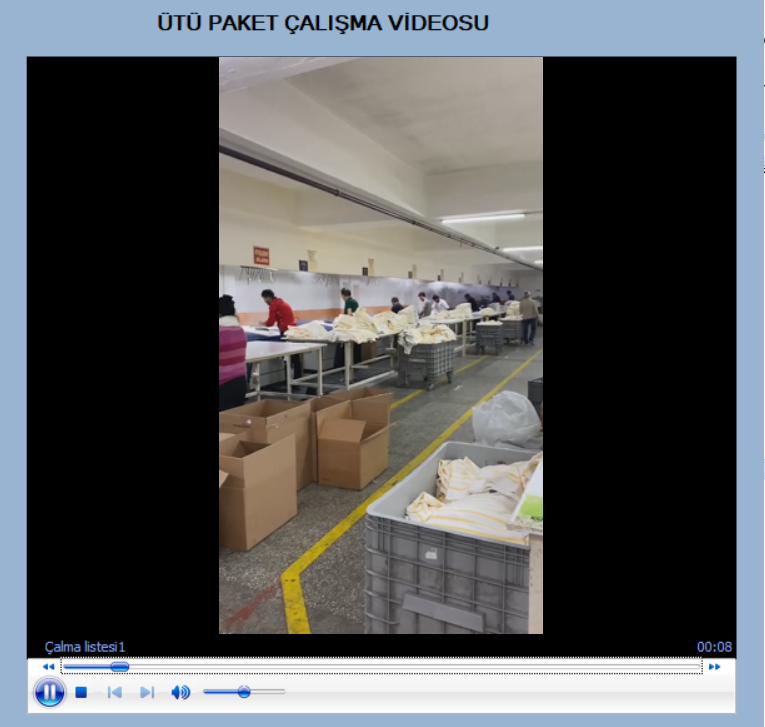 ÜTÜ PAKET ÇALIŞMA VİDEOSU
Çalma listesi1
00:08